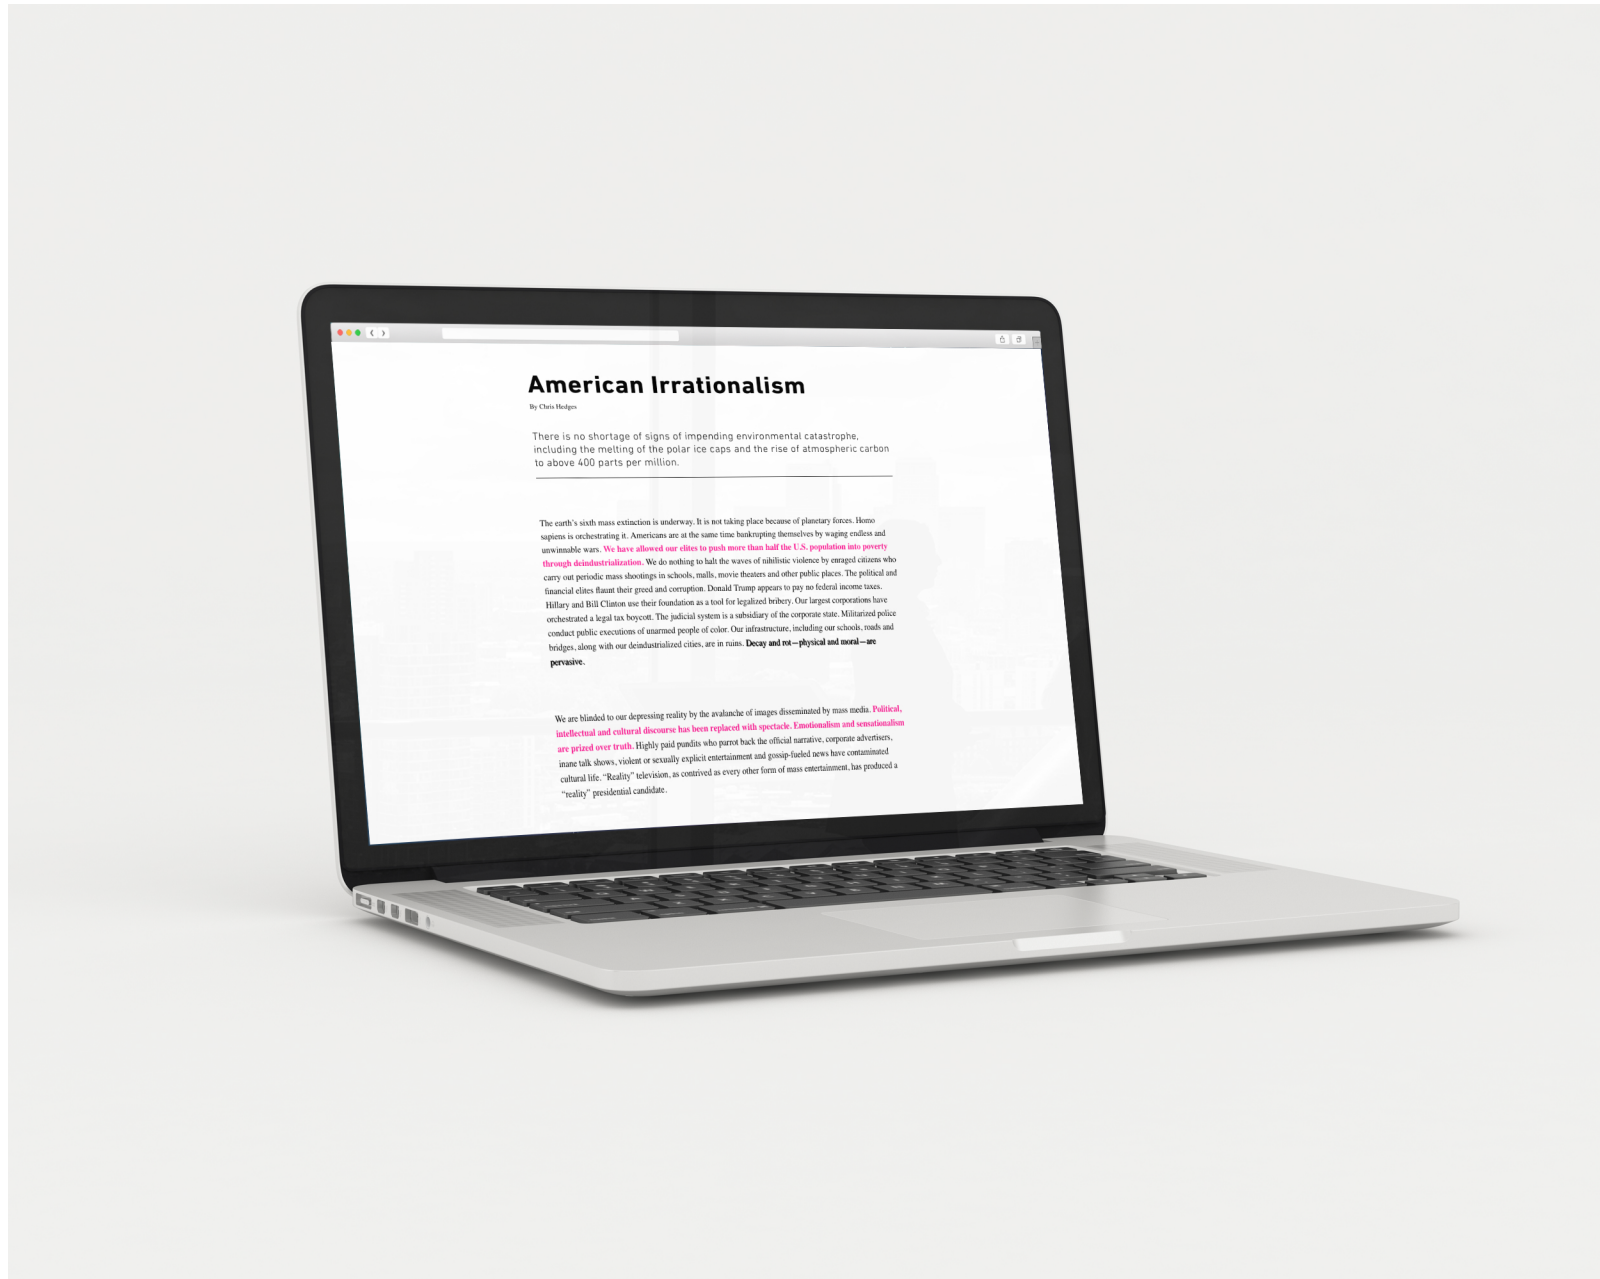 American Irrationalism
By Chris Hedges
There is no shortage of signs of impending environmental catastrophe,
including the melting of the polar ice caps and the rise of atmospheric carbon
to above 400 parts per million.
The earth's sixth mass extinction is underway. It is not taking place because of planetary forces. Homo
sapiens is orchestrating it. Americans are at the same time bankrupting themselves by waging endless and
unwinnable wars. We have allowed our elites to push more than half the U.S. population into poverty
through deindustrialization. We do nothing to halt the waves of nihilistic violence by enraged citizens who
carry out periodic mass shootings in schools, malls, movie theaters and other public places. The political and
financial elites flaunt their greed and corruption. Donald Trump appears to pay no federal income taxes.
Hillary and Bill Clinton use their foundation as a tool for legalized bribery. Our largest corporations have
orchestrated a legal tax boycott. The judicial system is a subsidiary of the corporate state. Militarized police
conduct public executions of unarmed people of color. Our infrastructure, including our schools, roads and
bridges, along with our deindustrialized cities, are in ruins. Decay and rot—physical and moral—are
pervasive.
We are blinded to our depressing reality by the avalanche of images disseminated by mass media. Political,
intellectual and cultural discourse has been replaced with spectacle. Emotionalism and sensationalism
are prized over truth. Highly paid pundits who parrot back the official narrative, corporate advertisers,
inane talk shows, violent or sexually explicit entertainment and gossip-fueled news have contaminated
cultural life. “Reality” television, as contrived as every other form of mass entertainment, has produced a
“reality” presidential candidate.